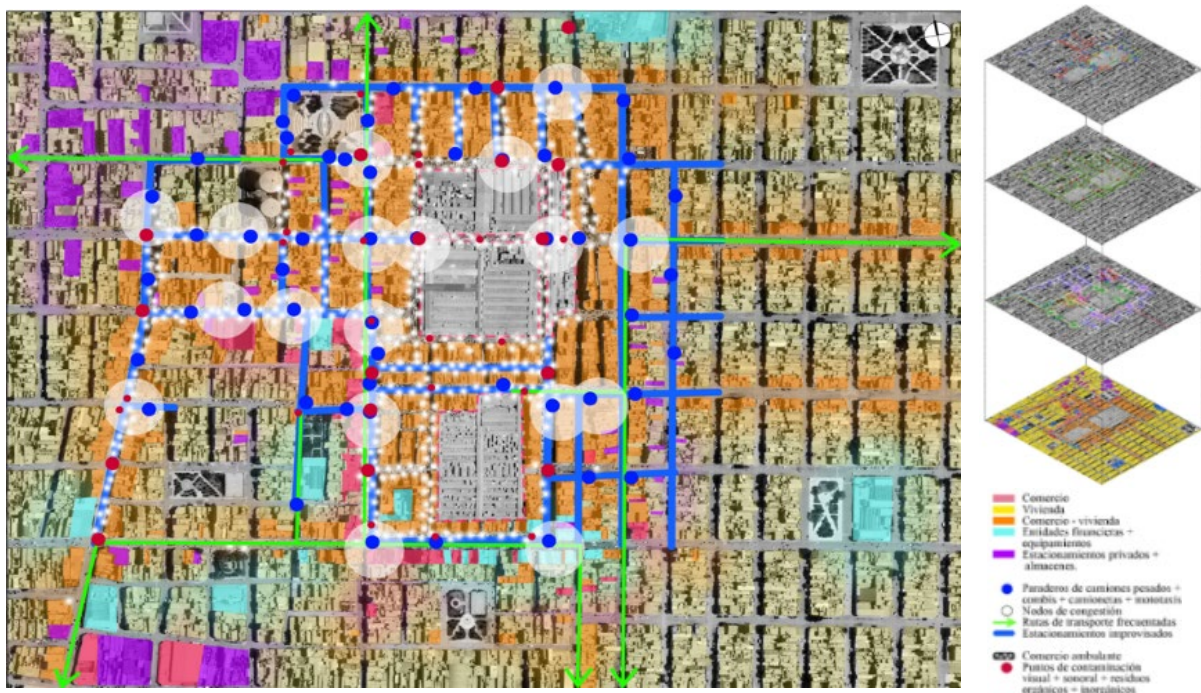 Comercio
Vivienda
Comercio - vivienda
Entidades financieras +
equipamientos
Estacionamientos privados +
almacenes.
Paraderos de camiones pesados +
combis + camionetas + mototaxis
Nodos de congestión
Rutas de transporte frecuentadas
Estacionamientos improvisados
Comercio ambulante
Puntos de contaminación
visual + sonoral + residuos
orgánicos + inorgánicos